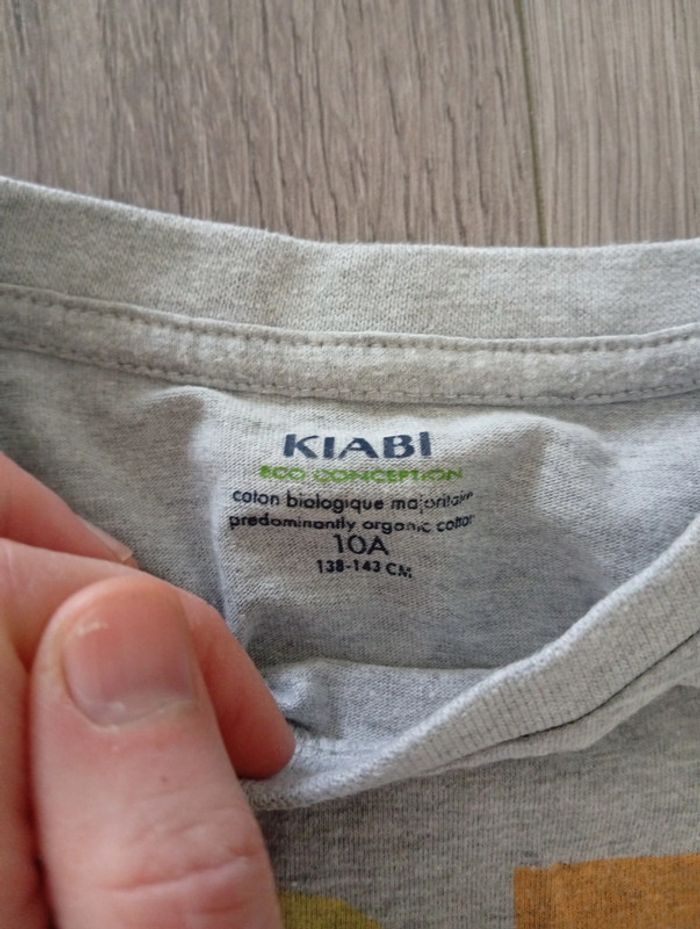 KIABI
ECO CONCEPTION
coton biologique majoritaire
predominantly organic cotton
10A
138-143 CM